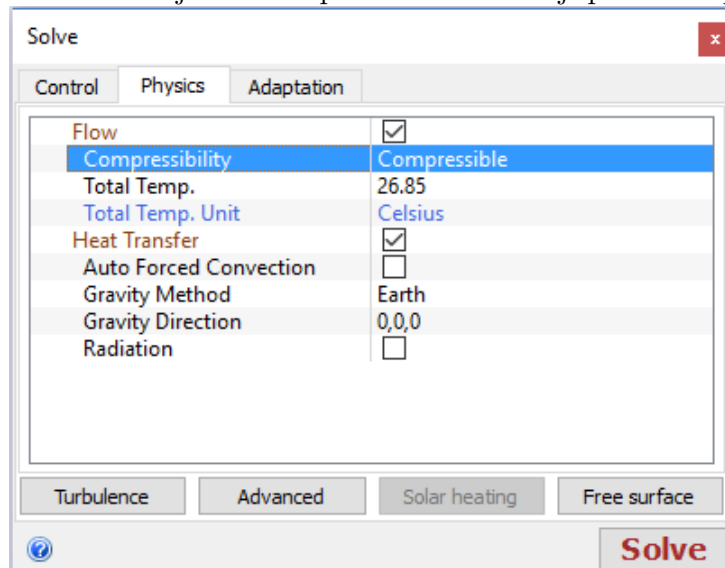 Solve
x
Control Physics Adaptation
Flow
Compressibility Compressible
Total Temp. 26.85
Total Temp. Unit Celsius
Heat Transfer
Auto Forced Convection
Gravity Method Earth
Gravity Direction 0,0,0
Radiation
Turbulence Advanced Solar heating Free surface
? Solve